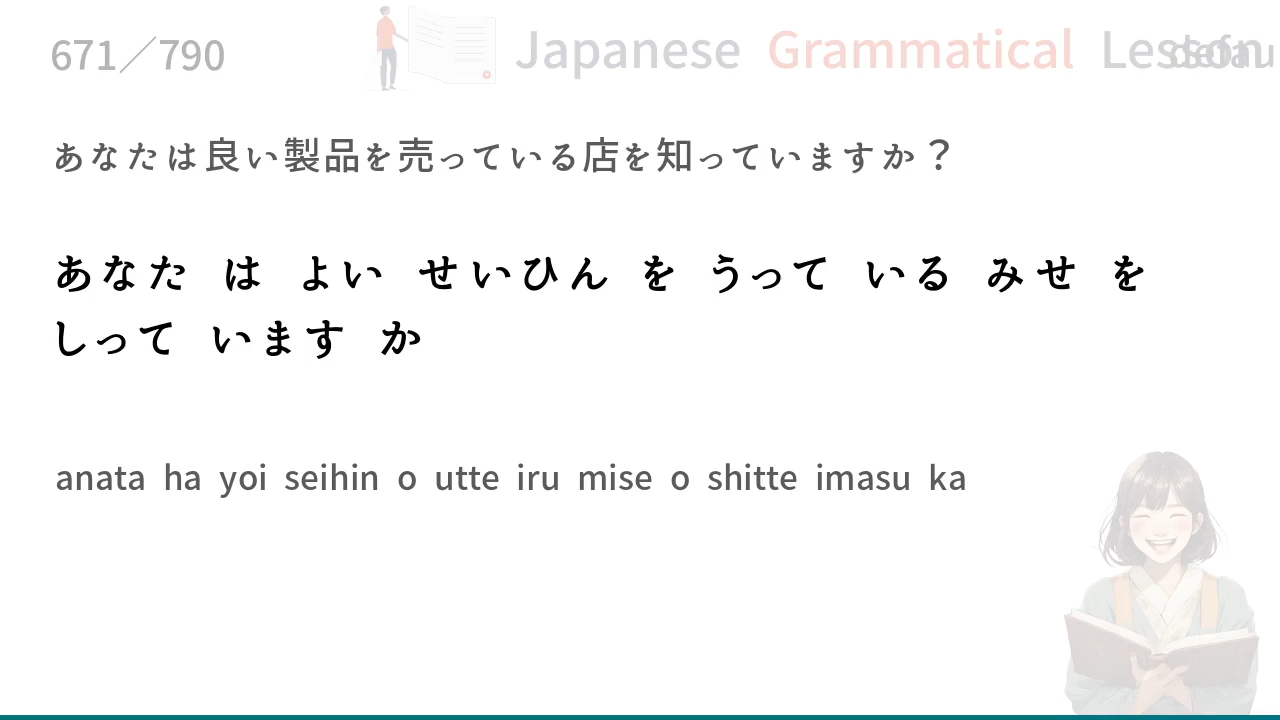 671／790
Japanese Grammatical Lesson
あなたは良い製品を売っている店を知っていますか？
あなた は よい せいひん を うって いる みせ を
しって います か
anata ha yoi seihin o utte iru mise o shitte imasu ka